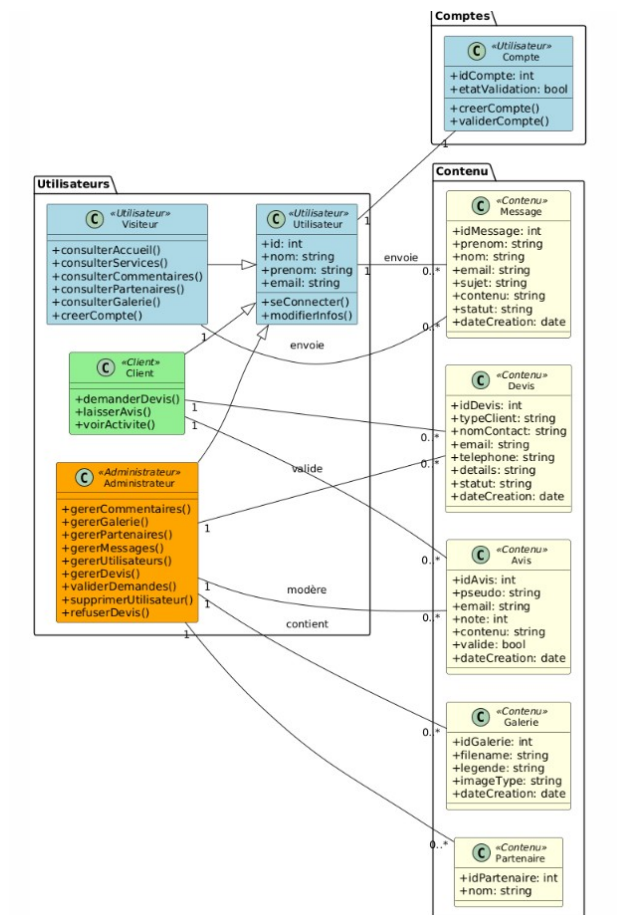 Comptes
C «Utilisateur»
Compte
+idCompte: int
+etatValidation: bool
+creerCompte()
+validerCompte()
1
Utilisateurs
C «Utilisateur»
Visiteur
+consulterAccueil()
+consulterServices()
+consulterCommentaires()
+consulterPartenaires()
+consulterGalerie()
+creerCompte()
1
C «Utilisateur»
Utilisateur
+id: int
+nom: string
+prenom: string
+email: string
+seConnecter()
+modifierInfos()
1
1
envoie
0..*
envoie
0..*
C «Client»
Client
+demanderDevis()
+laisserAvis()
+voirActivite()
1
1
0..*
valide
0..*
0..*
C «Administrateur»
Administrateur
+gererCommentaires()
+gererGalerie()
+gererPartenaires()
+gererMessages()
+gererUtilisateurs()
+gererDevis()
+validerDemandes()
+supprimerUtilisateur()
+refuserDevis()
1
1
1
1
modère
0..*
contient
0..*
0..*
Contenu
C «Contenu»
Message
+idMessage: int
+prenom: string
+nom: string
+email: string
+sujet: string
+contenu: string
+statut: string
+dateCreation: date
C «Contenu»
Devis
+idDevis: int
+typeClient: string
+nomContact: string
+email: string
+telephone: string
+details: string
+statut: string
+dateCreation: date
C «Contenu»
Avis
+idAvis: int
+pseudo: string
+email: string
+note: int
+contenu: string
+valide: bool
+dateCreation: date
C «Contenu»
Galerie
+idGalerie: int
+filename: string
+legende: string
+imageType: string
+dateCreation: date
C «Contenu»
Partenaire
+idPartenaire: int
+nom: string